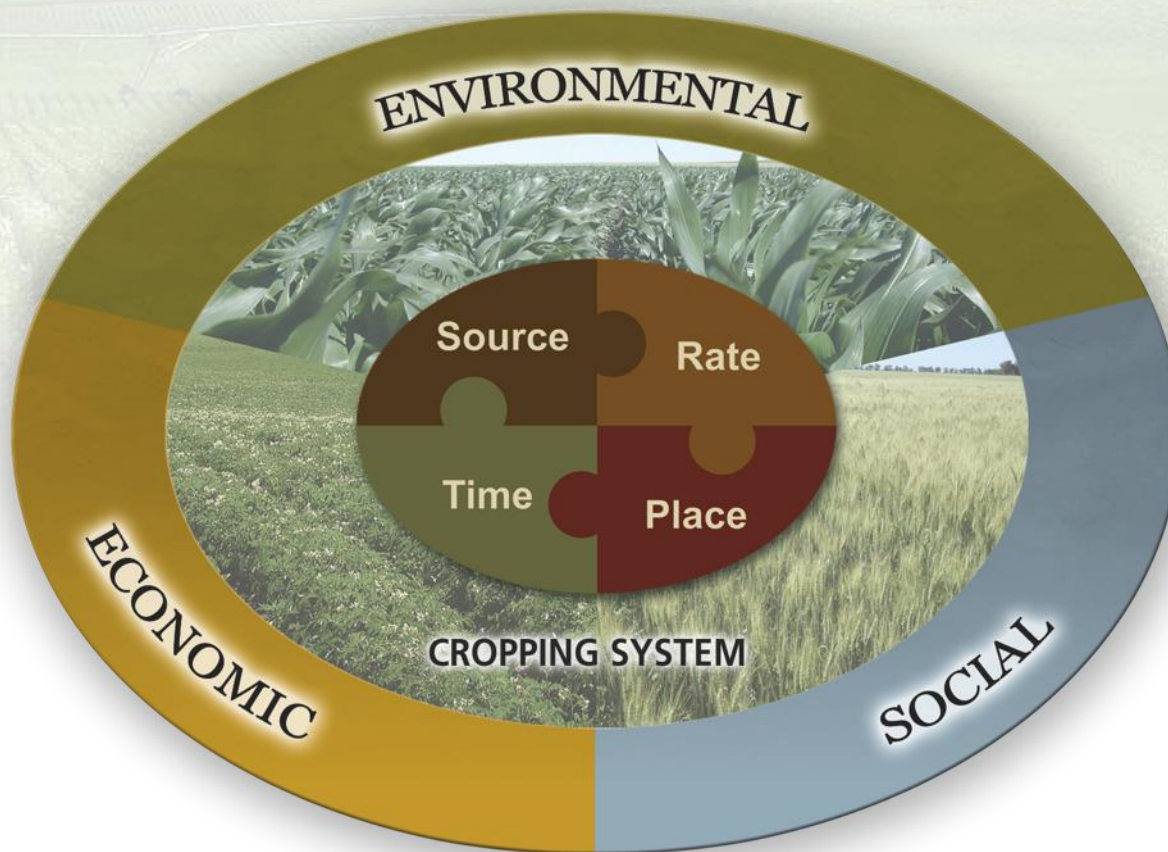 ENVIRONMENTAL
Source
Rate
Time
Place
CROPPING SYSTEM
ECONOMIC
SOCIAL